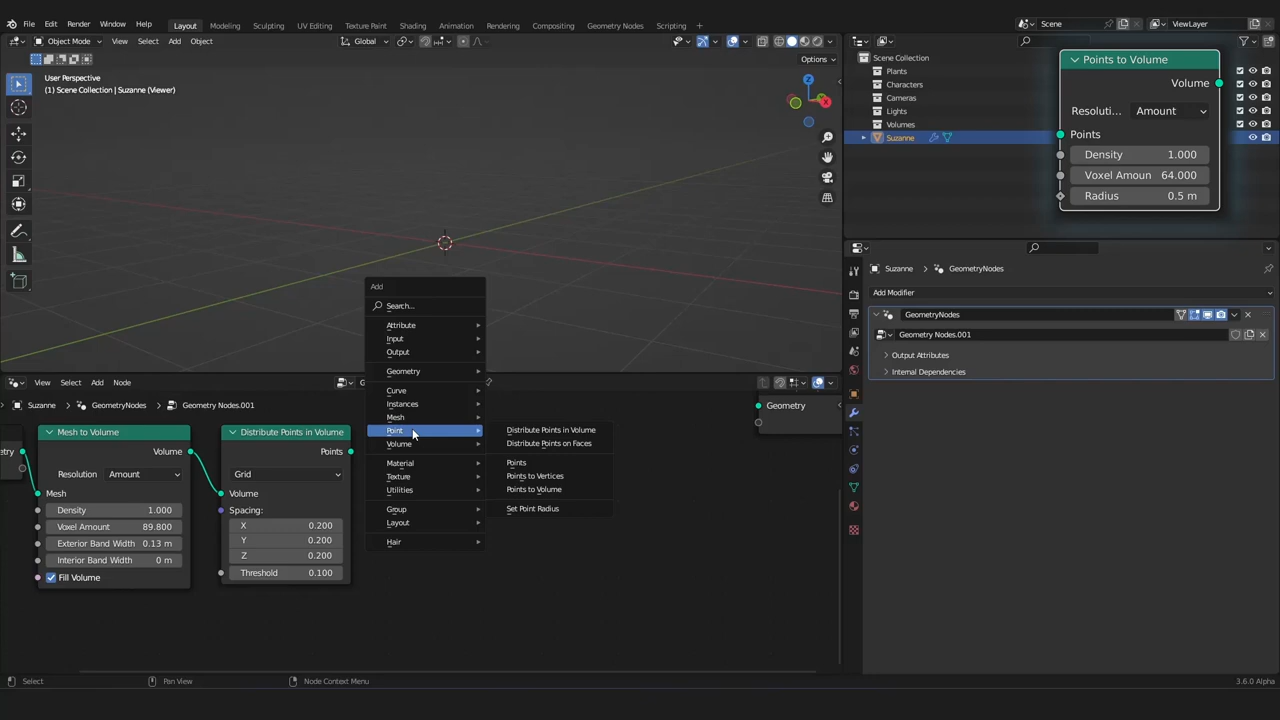 File Edit Render Window Help Layout Modeling Sculpting UV Editing Texture Paint Shading Animation Rendering Compositing Geometry Nodes Scripting + Scene ViewLayer
Object Mode View Select Add Object Global
Options
User Perspective
(1) Scene Collection | Suzanne (Viewer)
Scene Collection
Plants
Characters
Cameras
Lights
Volumes
Suzanne
Points to Volume
Volume
Resoluti... Amount
Points
Density 1.000
Voxel Amoun 64.000
Radius 0.5 m
Suzanne GeometryNodes
Add Modifier
GeometryNodes
Geometry Nodes.001
Output Attributes
Internal Dependencies
Add
Search...
Attribute
Input
Output
Geometry
Curve
Instances
Mesh
Point
Volume
Material
Texture
Utilities
Group
Layout
Hair
Distribute Points in Volume
Distribute Points on Faces
Points
Points to Vertices
Points to Volume
Set Point Radius
View Select Add Node G
Suzanne GeometryNodes Geometry Nodes.001
etry
Mesh to Volume
Volume
Resolution Amount
Mesh
Density 1.000
Voxel Amount 89.800
Exterior Band Width 0.13 m
Interior Band Width 0 m
Fill Volume
Distribute Points in Volume
Points
Grid
Volume
Spacing:
X 0.200
Y 0.200
Z 0.200
Threshold 0.100
Geometry
Select Pan View Node Context Menu 3.6.0 Alpha